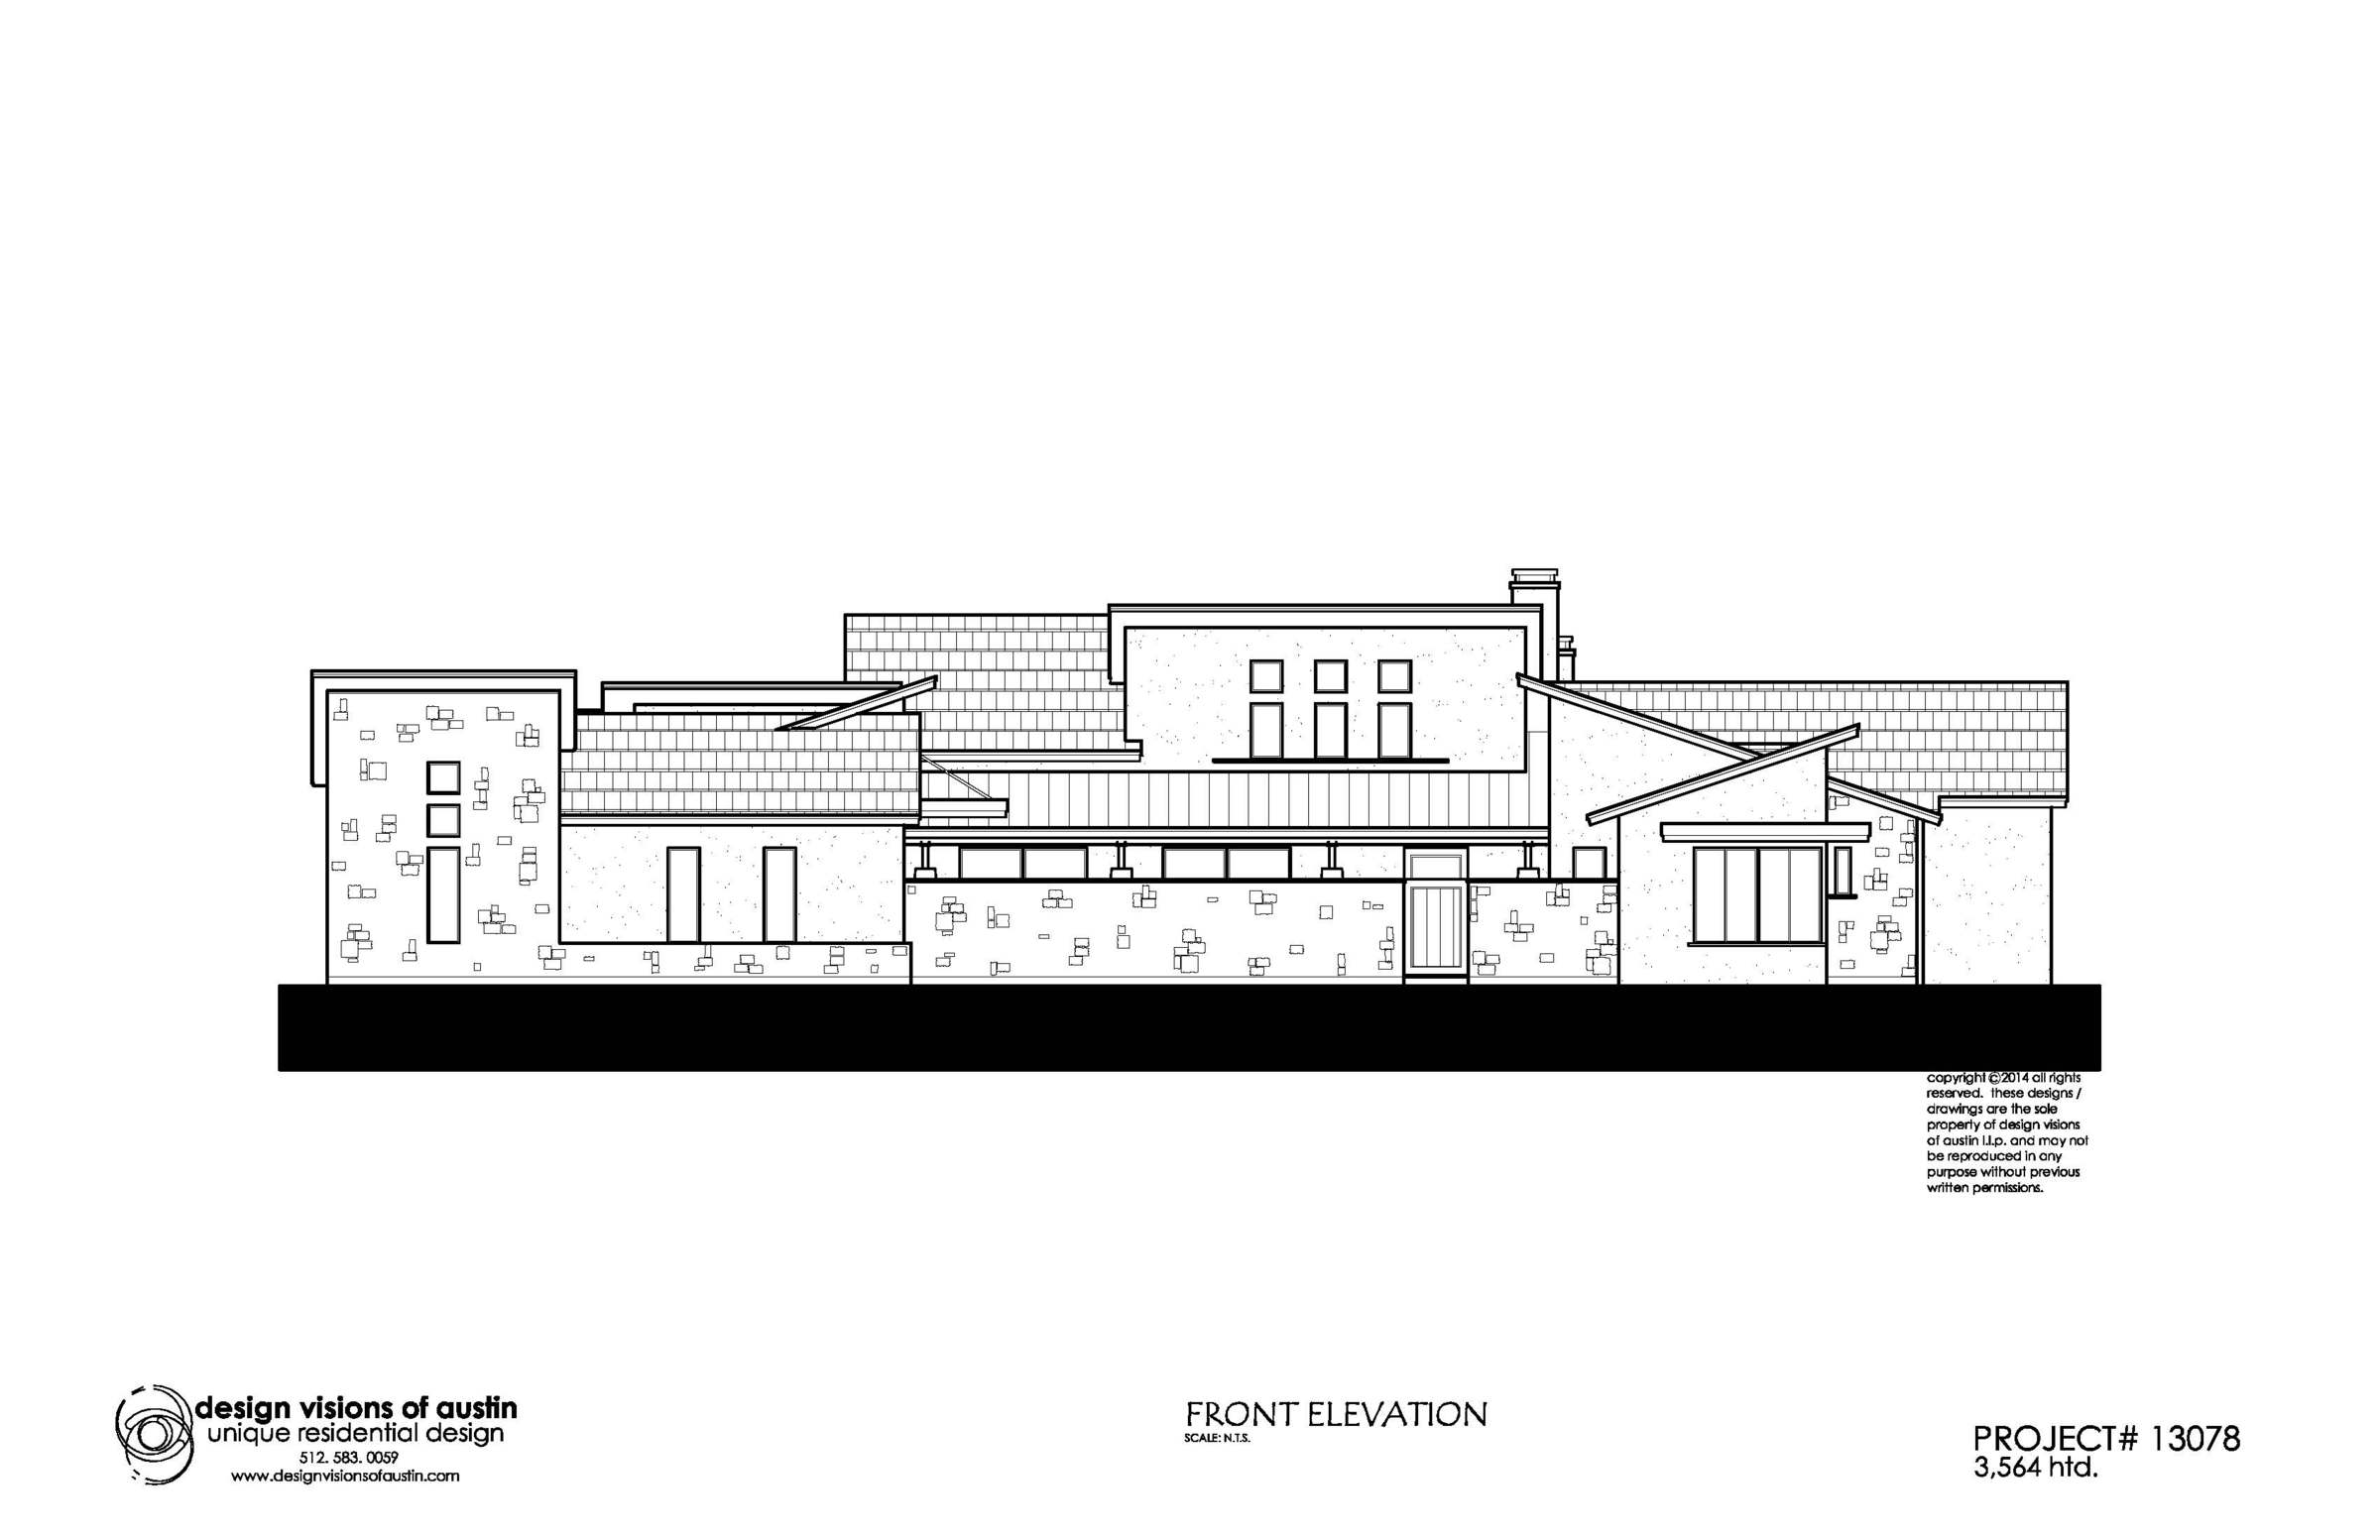 copyright ©2014 all rights
reserved. these designs /
drawings are the sole
property of design visions
of austin l.l.p. and may not
be reproduced in any
purpose without previous
written permissions.
design visions of austin
unique residential design
512. 583. 0059
www.designvisionsofaustin.com
FRONT ELEVATION
SCALE: N.T.S.
PROJECT# 13078
3,564 htd.